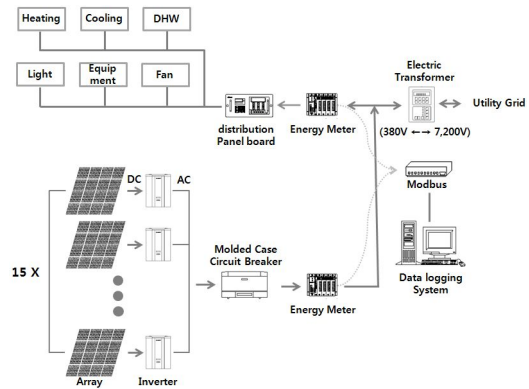 Heating
Cooling
DHW
Light
Equip
ment
Fan
distribution
Panel board
Energy Meter
Electric
Transformer
(380V ←→ 7,200V)
Utility Grid
Modbus
Data logging
System
DC
AC
15 X
Molded Case
Circuit Breaker
Energy Meter
Array
Inverter